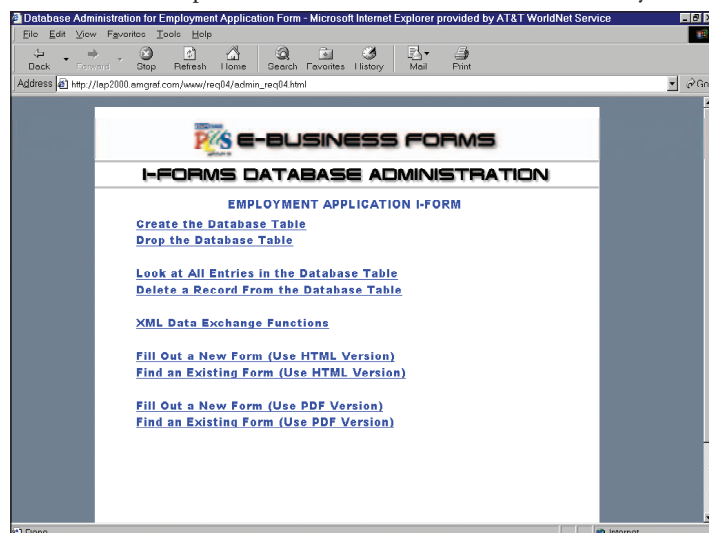 Database Administration for Employment Application Form - Microsoft Internet Explorer provided by AT&T WorldNet Service
File Edit View Favorites Tools Help
Back Forward Stop Refresh Home Search Favorites History Mail Print
Address http://lap2000.amgraf.com/www/req04/admin_req04.html Go
E-BUSINESS FORMS
I-FORMS DATABASE ADMINISTRATION
EMPLOYMENT APPLICATION I-FORM
Create the Database Table
Drop the Database Table
Look at All Entries in the Database Table
Delete a Record From the Database Table
XML Data Exchange Functions
Fill Out a New Form (Use HTML Version)
Find an Existing Form (Use HTML Version)
Fill Out a New Form (Use PDF Version)
Find an Existing Form (Use PDF Version)
Done Internet